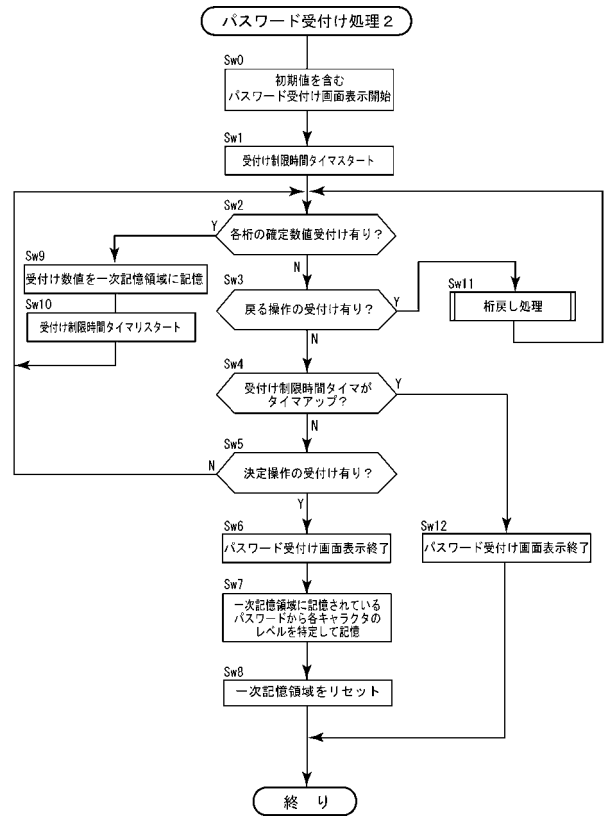 パスワード受付け処理2
Sw0
初期値を含む
パスワード受付け画面表示開始
Sw1
受付け制限時間タイマスタート
Sw2
Y
各桁の確定数値受付け有り?
N
Sw9
受付け数値を一次記憶領域に記憶
Sw10
受付け制限時間タイマリスタート
Sw3
戻る操作の受付け有り?
Y
N
Sw11
桁戻し処理
Sw4
受付け制限時間タイマが
タイマアップ?
Y
N
Sw5
N
決定操作の受付け有り?
Y
Sw6
パスワード受付け画面表示終了
Sw12
パスワード受付け画面表示終了
Sw7
一次記憶領域に記憶されている
パスワードから各キャラクタの
レベルを特定して記憶
Sw8
一次記憶領域をリセット
終り